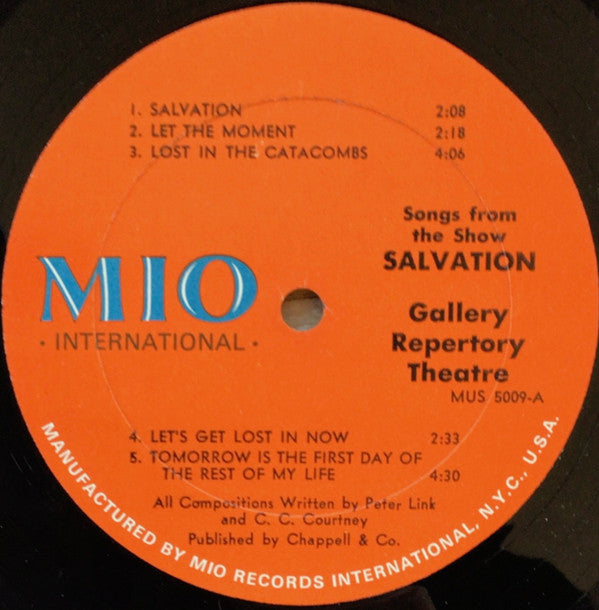 1. SALVATION 2:08
2. LET THE MOMENT 2:18
3. LOST IN THE CATACOMBS 4:06
Songs from
the Show
SALVATION
MIO
· INTERNATIONAL ·
Gallery
Repertory
Theatre
MUS 5009-A
4. LET'S GET LOST IN NOW 2:33
5. TOMORROW IS THE FIRST DAY OF
THE REST OF MY LIFE 4:30
All Compositions Written by Peter Link
and C. C. Courtney
Published by Chappell & Co.
MANUFACTURED BY MIO RECORDS INTERNATIONAL, N.Y.C., U.S.A.